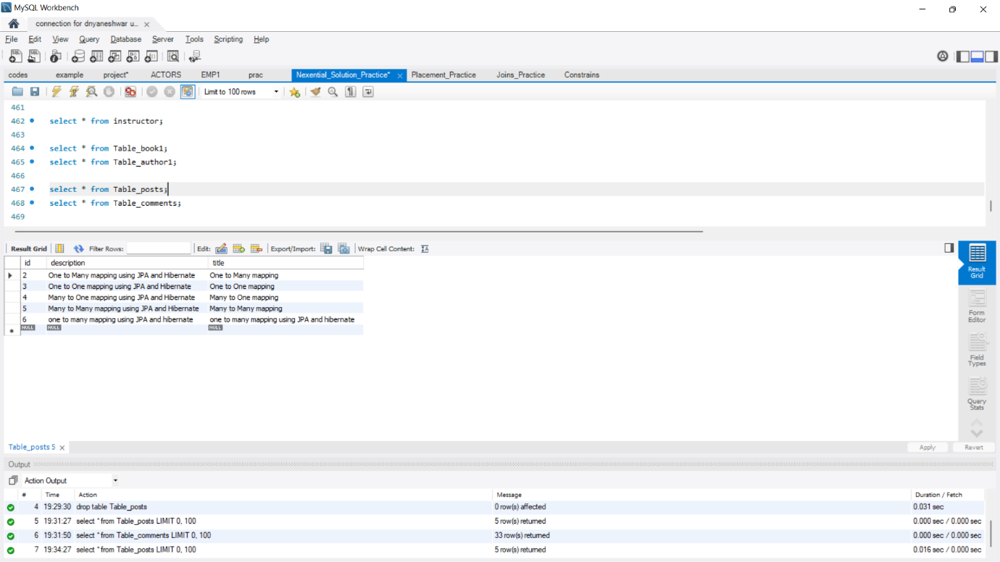 MySQL Workbench
connection for dnyaneshwar u...
File Edit View Query Database Server Tools Scripting Help
codes example project* ACTORS EMP1 prac Nexential_Solution_Practice* Placement_Practice Joins_Practice Constrains
Limit to 100 rows
461
462 select * from instructor;
463
464 select * from Table_book1;
465 select * from Table_author1;
466
467 select * from Table_posts;
468 select * from Table_comments;
469
Result Grid Filter Rows: Edit: Export/Import: Wrap Cell Content:
id description title
2 One to Many mapping using JPA and Hibernate One to Many mapping
3 One to One mapping using JPA and Hibernate One to One mapping
4 Many to One mapping using JPA and Hibernate Many to One mapping
5 Many to Many mapping using JPA and Hibernate Many to Many mapping
6 one to many mapping using JPA and hibernate one to many mapping using JPA and hibernate
NULL NULL NULL
Result
Grid
Form
Editor
Field
Types
Query
Stats
Table_posts 5 Apply Revert
Output
Action Output
# Time Action Message Duration / Fetch
4 19:29:30 drop table Table_posts 0 row(s) affected 0.031 sec
5 19:31:27 select * from Table_posts LIMIT 0, 100 5 row(s) returned 0.000 sec / 0.000 sec
6 19:31:50 select * from Table_comments LIMIT 0, 100 33 row(s) returned 0.000 sec / 0.000 sec
7 19:34:27 select * from Table_posts LIMIT 0, 100 5 row(s) returned 0.016 sec / 0.000 sec